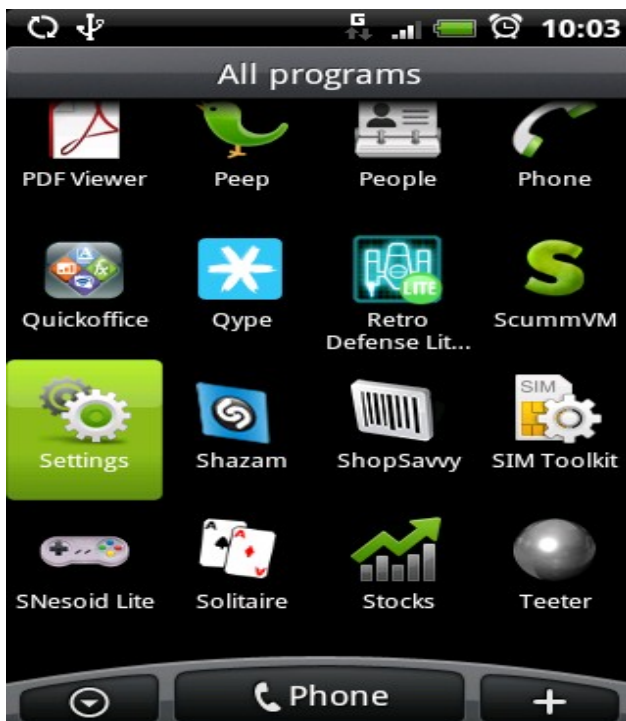 G 10:03
All programs
PDF Viewer Peep People Phone
Quickoffice Qype Retro Defense Lit... ScummVM
LITE
SIM
Settings Shazam ShopSavvy SIM Toolkit
A A A
SNesoid Lite Solitaire Stocks Teeter
Phone